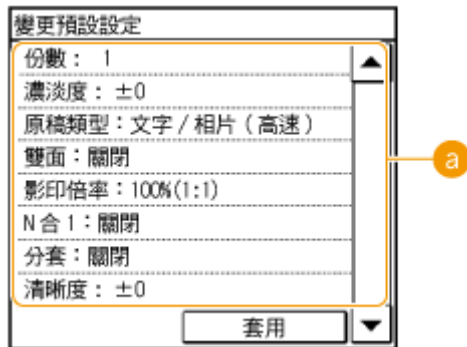 變更預設設定
份數： 1
濃淡度：±0
原稿類型：文字/相片（高速）
雙面：關閉
影印倍率：100%(1:1)
N合1：關閉
分套：關閉
清晰度：±0
套用
a